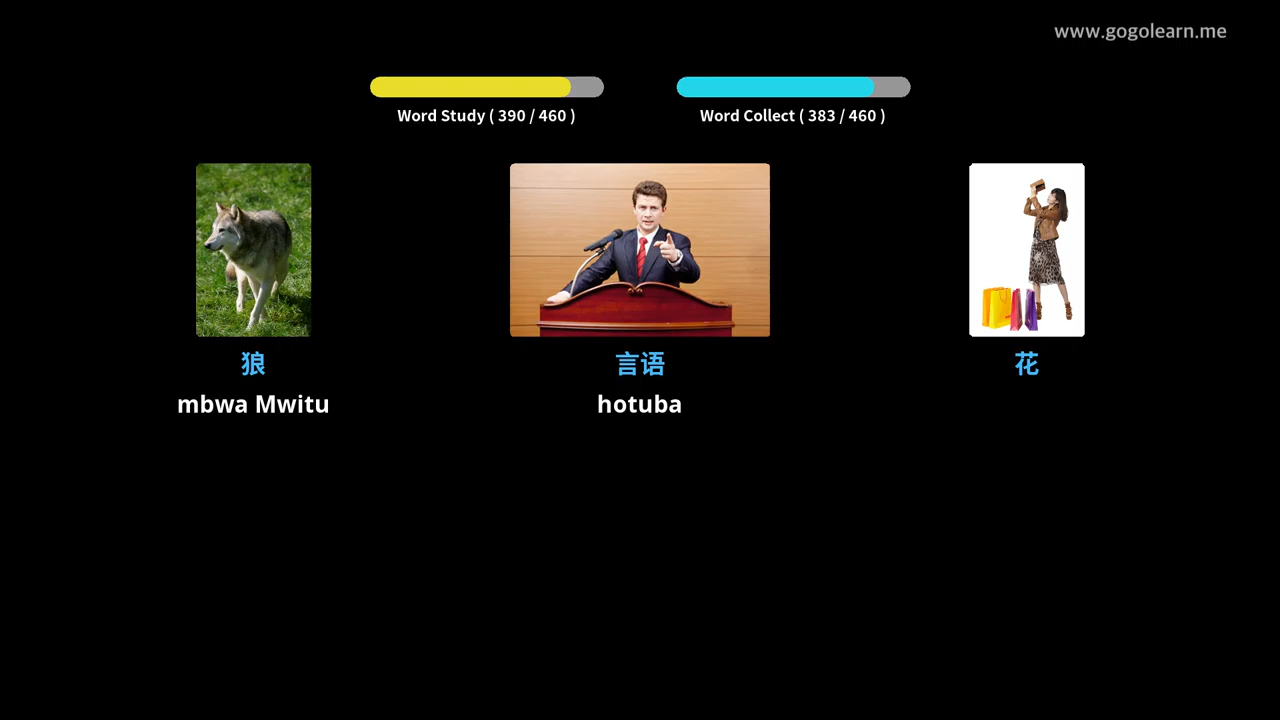 www.gogolearn.me
Word Study ( 390 / 460 )
Word Collect ( 383 / 460 )
狼
言语
花
mbwa Mwitu
hotuba